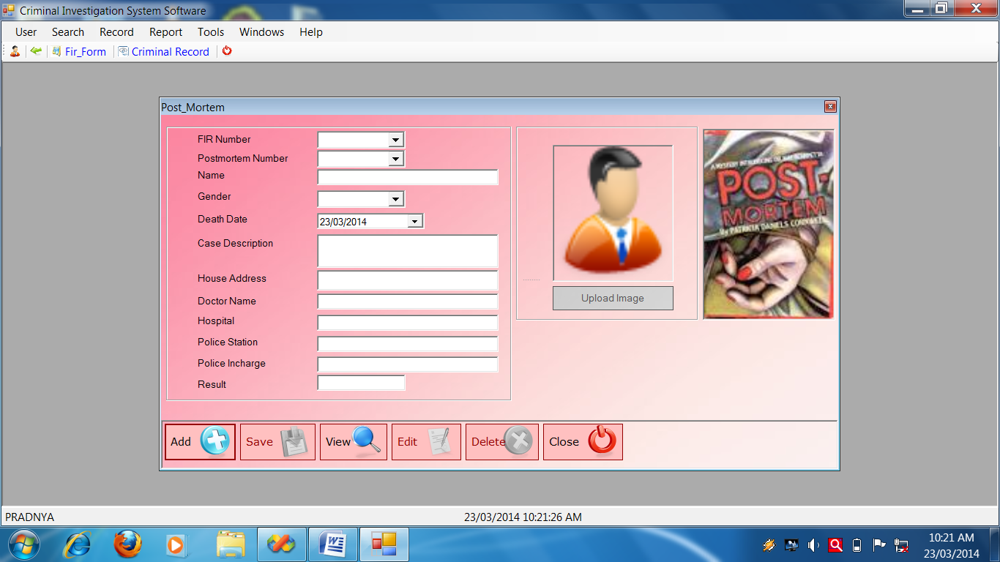 Criminal Investigation System Software
User Search Record Report Tools Windows Help
Fir_Form Criminal Record
Post_Mortem
FIR Number
Postmortem Number
Name
Gender
Death Date 23/03/2014
Case Description
House Address
Doctor Name
Hospital
Police Station
Police Incharge
Result
........
Upload Image
POST-
MORTEM
By PATRICIA DANIELS CORNWELL
Add Save View Edit Delete Close
PRADNYA 23/03/2014 10:21:26 AM
10:21 AM
23/03/2014